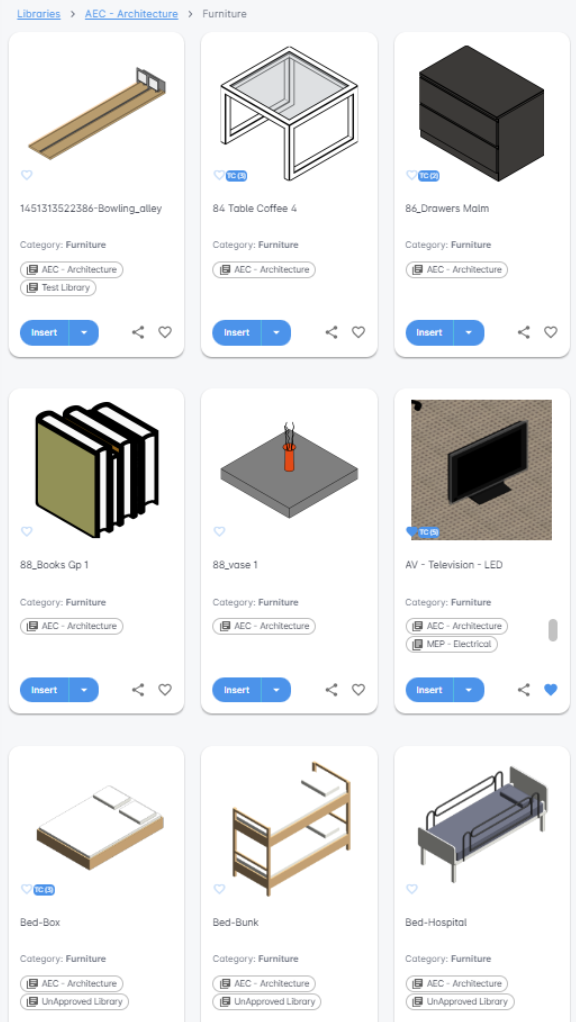 Libraries > AEC - Architecture > Furniture
TC (3)
TC (2)
1451313522386-Bowling_alley
84 Table Coffee 4
86_Drawers Malm
Category: Furniture
Category: Furniture
Category: Furniture
AEC - Architecture
AEC - Architecture
AEC - Architecture
Test Library
Insert
Insert
Insert
TC (5)
88_Books Gp 1
88_vase 1
AV - Television - LED
Category: Furniture
Category: Furniture
Category: Furniture
AEC - Architecture
AEC - Architecture
AEC - Architecture
MEP - Electrical
Insert
Insert
Insert
TC (3)
Bed-Box
Bed-Bunk
Bed-Hospital
Category: Furniture
Category: Furniture
Category: Furniture
AEC - Architecture
AEC - Architecture
AEC - Architecture
UnApproved Library
UnApproved Library
UnApproved Library